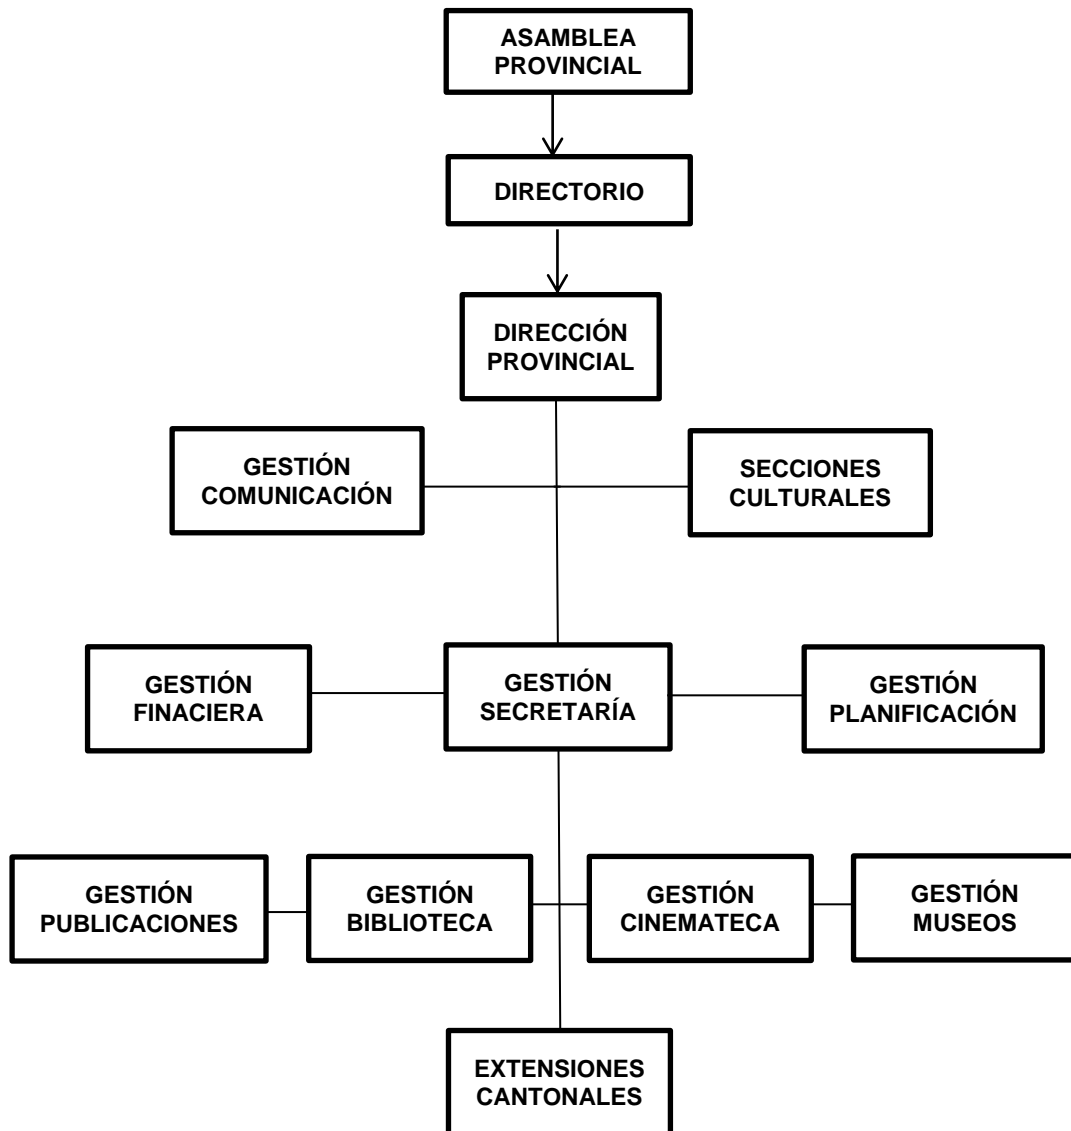 ASAMBLEA
PROVINCIAL
DIRECTORIO
DIRECCIÓN
PROVINCIAL
GESTIÓN
COMUNICACIÓN
SECCIONES
CULTURALES
GESTIÓN
FINACIERA
GESTIÓN
SECRETARÍA
GESTIÓN
PLANIFICACIÓN
GESTIÓN
PUBLICACIONES
GESTIÓN
BIBLIOTECA
GESTIÓN
CINEMATECA
GESTIÓN
MUSEOS
EXTENSIONES
CANTONALES